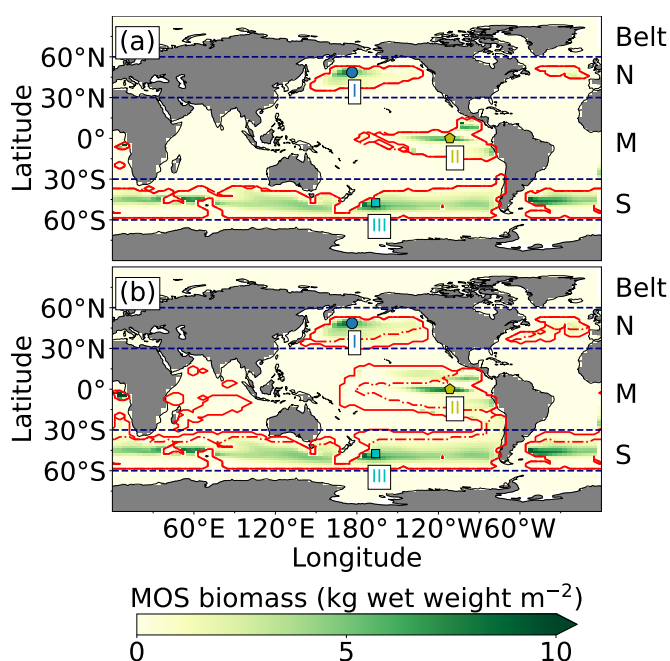 (a)
Belt
60°N
N
I
30°N
Latitude
0°
M
II
30°S
S
60°S
III
(b)
Belt
60°N
N
I
30°N
Latitude
0°
M
II
30°S
S
60°S
III
60°E 120°E 180°W 120°W 60°W
Longitude
MOS biomass (kg wet weight m⁻²)
0 5 10